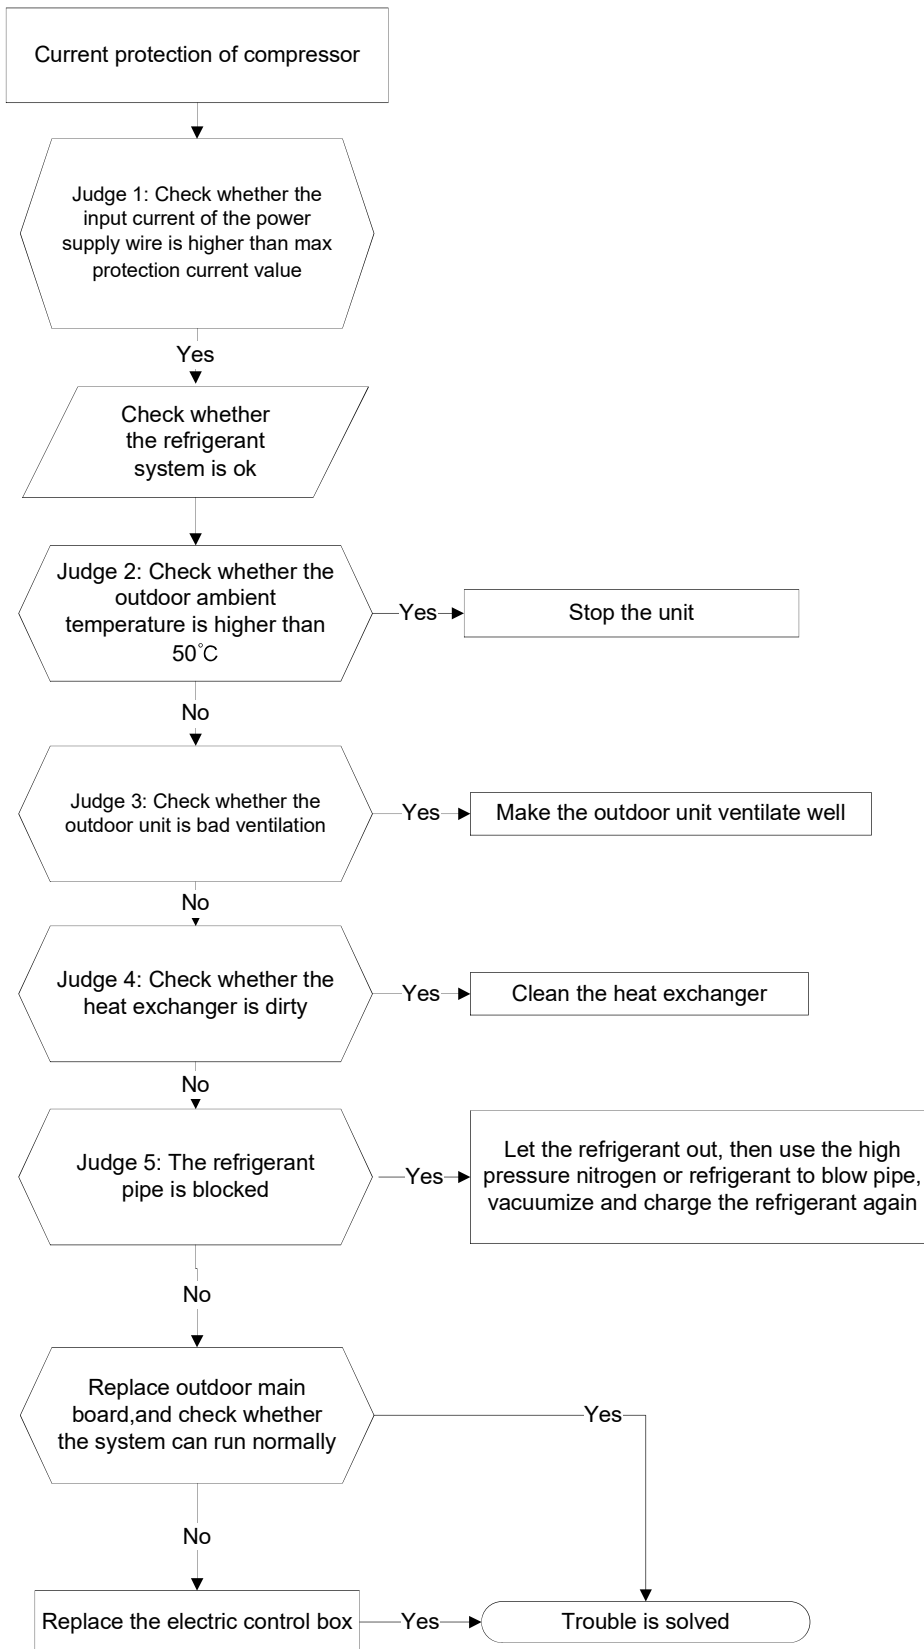 Current protection of compressor
Judge 1: Check whether the
input current of the power
supply wire is higher than max
protection current value
Yes
Check whether
the refrigerant
system is ok
Judge 2: Check whether the
outdoor ambient
temperature is higher than
50°C
Yes
Stop the unit
No
Judge 3: Check whether the
outdoor unit is bad ventilation
Yes
Make the outdoor unit ventilate well
No
Judge 4: Check whether the
heat exchanger is dirty
Yes
Clean the heat exchanger
No
Judge 5: The refrigerant
pipe is blocked
Yes
Let the refrigerant out, then use the high
pressure nitrogen or refrigerant to blow pipe,
vacuumize and charge the refrigerant again
No
Replace outdoor main
board,and check whether
the system can run normally
Yes
No
Replace the electric control box
Yes
Trouble is solved